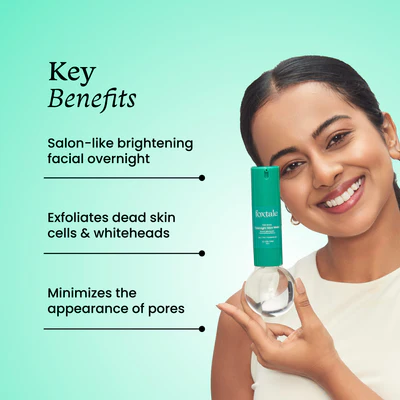 Key
Benefits
Salon-like brightening
facial overnight
Exfoliates dead skin
cells & whiteheads
Minimizes the
appearance of pores
foxtale